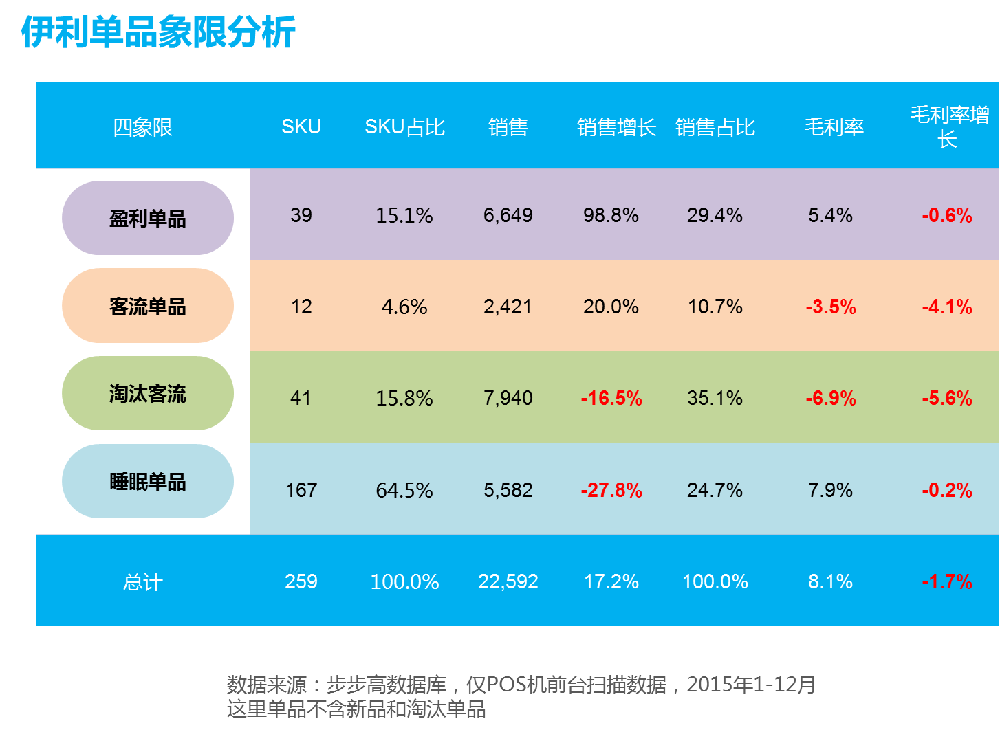 伊利单品象限分析
四象限 SKU SKU占比 销售 销售增长 销售占比 毛利率 毛利率增
长
盈利单品 39 15.1% 6,649 98.8% 29.4% 5.4% -0.6%
客流单品 12 4.6% 2,421 20.0% 10.7% -3.5% -4.1%
淘汰客流 41 15.8% 7,940 -16.5% 35.1% -6.9% -5.6%
睡眠单品 167 64.5% 5,582 -27.8% 24.7% 7.9% -0.2%
总计 259 100.0% 22,592 17.2% 100.0% 8.1% -1.7%
数据来源：步步高数据库，仅POS机前台扫描数据，2015年1-12月
这里单品不含新品和淘汰单品